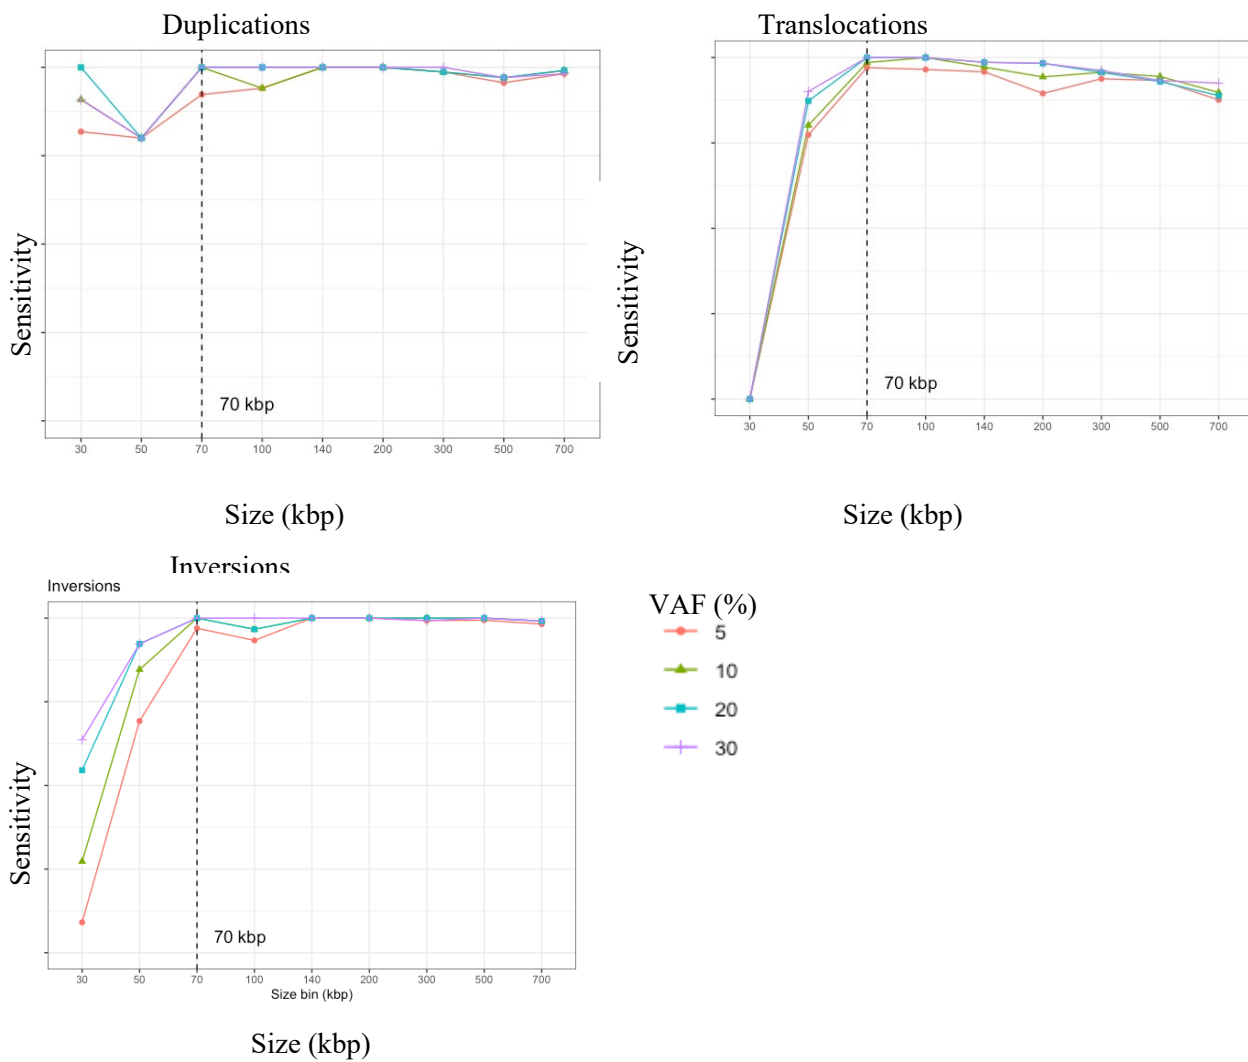 Duplications
Translocations
Sensitivity
70 kbp
30 50 70 100 140 200 300 500 700
Size (kbp)
Sensitivity
70 kbp
30 50 70 100 140 200 300 500 700
Size (kbp)
Inversions
Inversions
Sensitivity
70 kbp
30 50 70 100 140 200 300 500 700
Size bin (kbp)
Size (kbp)
VAF (%)
5
10
20
30